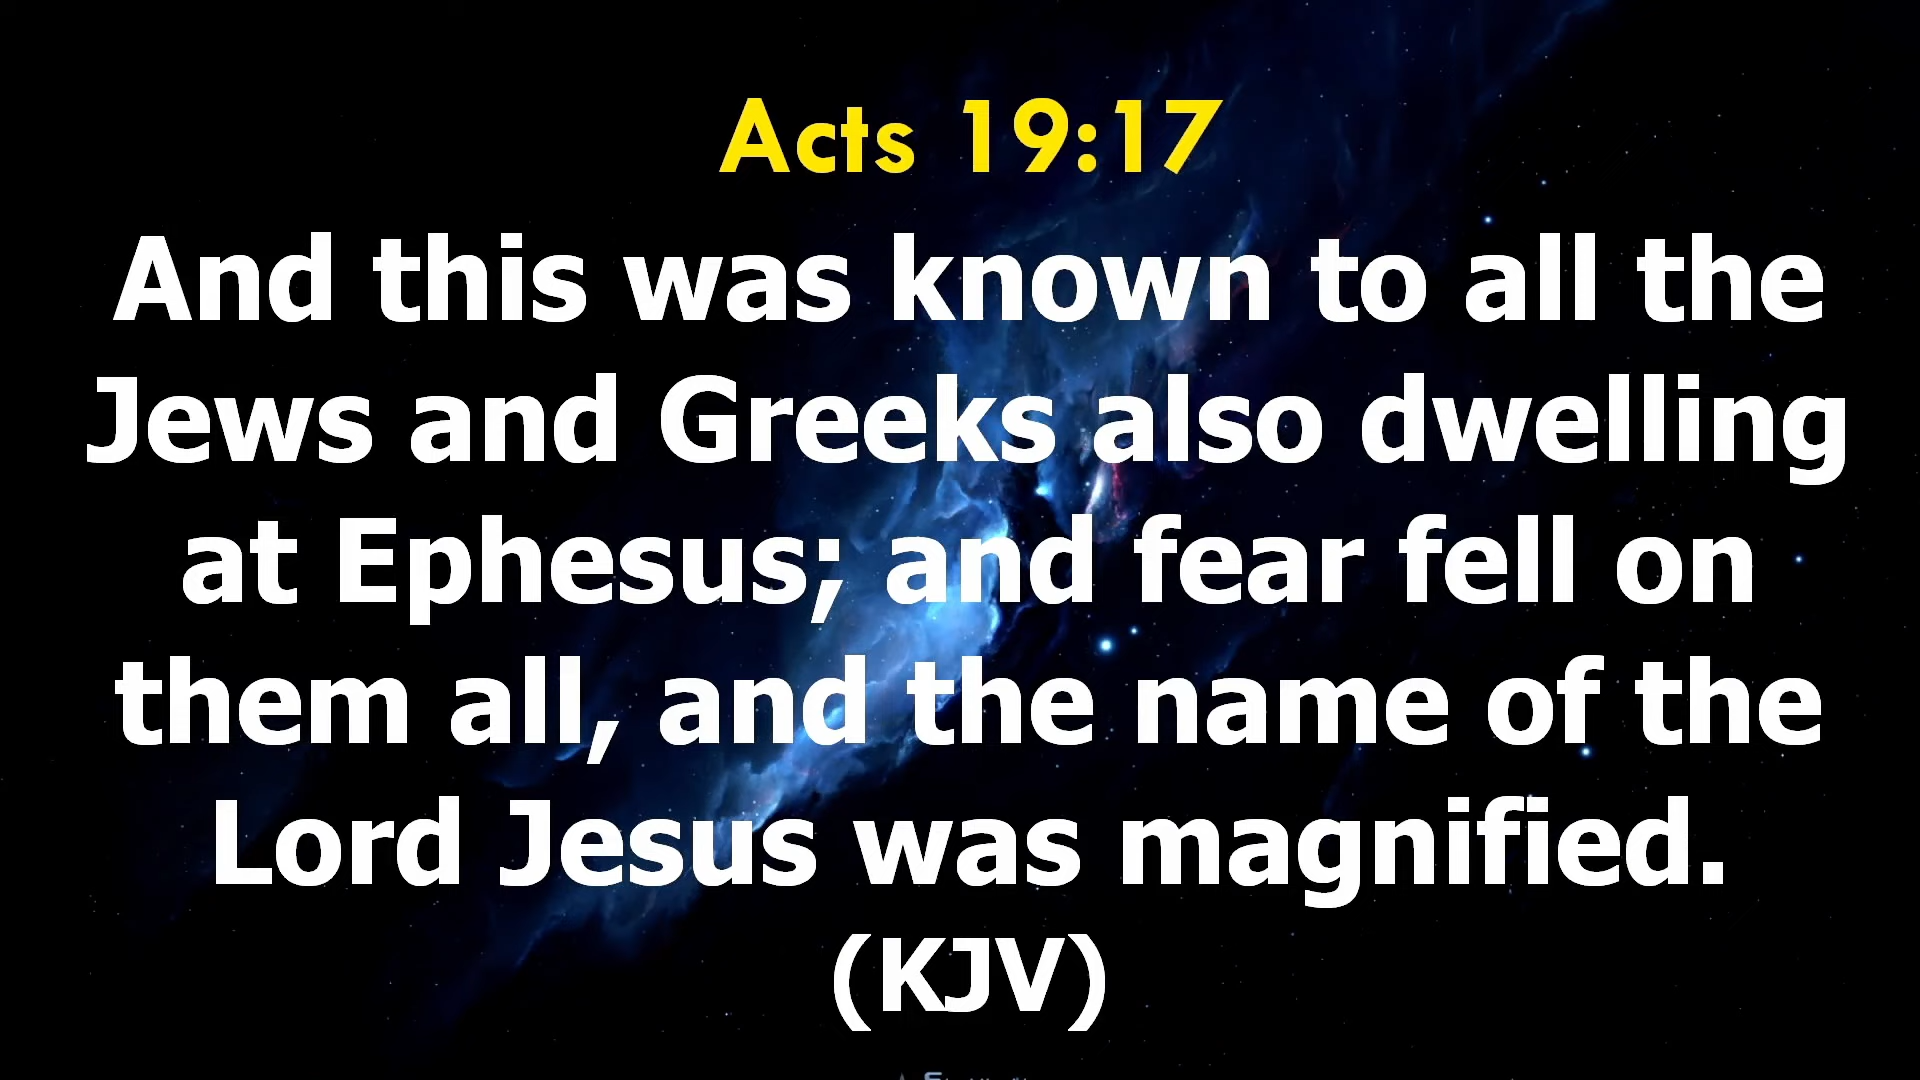 Acts 19:17
And this was known to all the
Jews and Greeks also dwelling
at Ephesus; and fear fell on
them all, and the name of the
Lord Jesus was magnified.
(KJV)